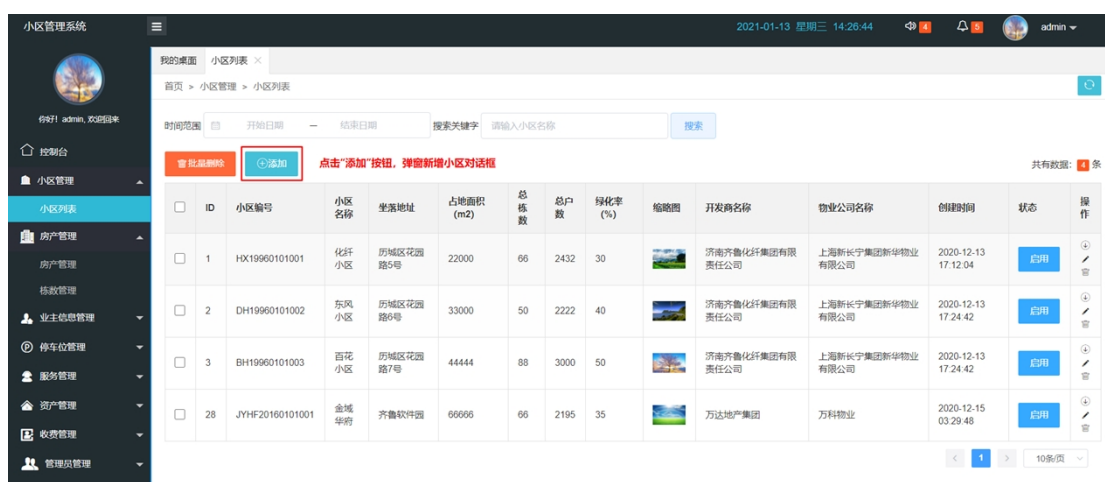 小区管理系统
2021-01-13 星期三 14:26:44
4
5
admin
你好! admin, 欢迎回来
控制台
小区管理
小区列表
房产管理
房产管理
栋数管理
业主信息管理
停车位管理
服务管理
资产管理
收费管理
管理员管理
我的桌面 小区列表 ×
首页 > 小区管理 > 小区列表
时间范围 开始日期 — 结束日期 搜索关键字 请输入小区名称 搜索
批量删除 添加 点击"添加"按钮，弹窗新增小区对话框 共有数据: 4 条
ID 小区编号 小区名称 坐落地址 占地面积(m2) 总栋数 总户数 绿化率(%) 缩略图 开发商名称 物业公司名称 创建时间 状态 操作
1 HX19960101001 化纤小区 历城区花园路5号 22000 66 2432 30 济南齐鲁化纤集团有限责任公司 上海新长宁集团新华物业有限公司 2020-12-13 17:12:04 启用
2 DH19960101002 东风小区 历城区花园路6号 33000 50 2222 40 济南齐鲁化纤集团有限责任公司 上海新长宁集团新华物业有限公司 2020-12-13 17:24:42 启用
3 BH19960101003 百花小区 历城区花园路7号 44444 88 3000 50 济南齐鲁化纤集团有限责任公司 上海新长宁集团新华物业有限公司 2020-12-13 17:24:42 启用
28 JYHF20160101001 金域华府 齐鲁软件园 66666 66 2195 35 万达地产集团 万科物业 2020-12-15 03:29:48 启用
< 1 > 10条/页